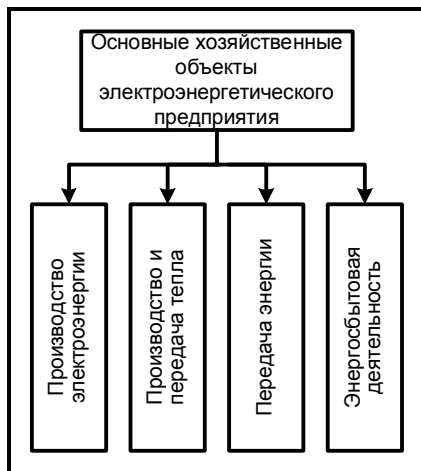 Основные хозяйственные
объекты
электроэнергетического
предприятия
Производство
электроэнергии
Производство и
передача тепла
Передача энергии
Энергосбытовая
деятельность